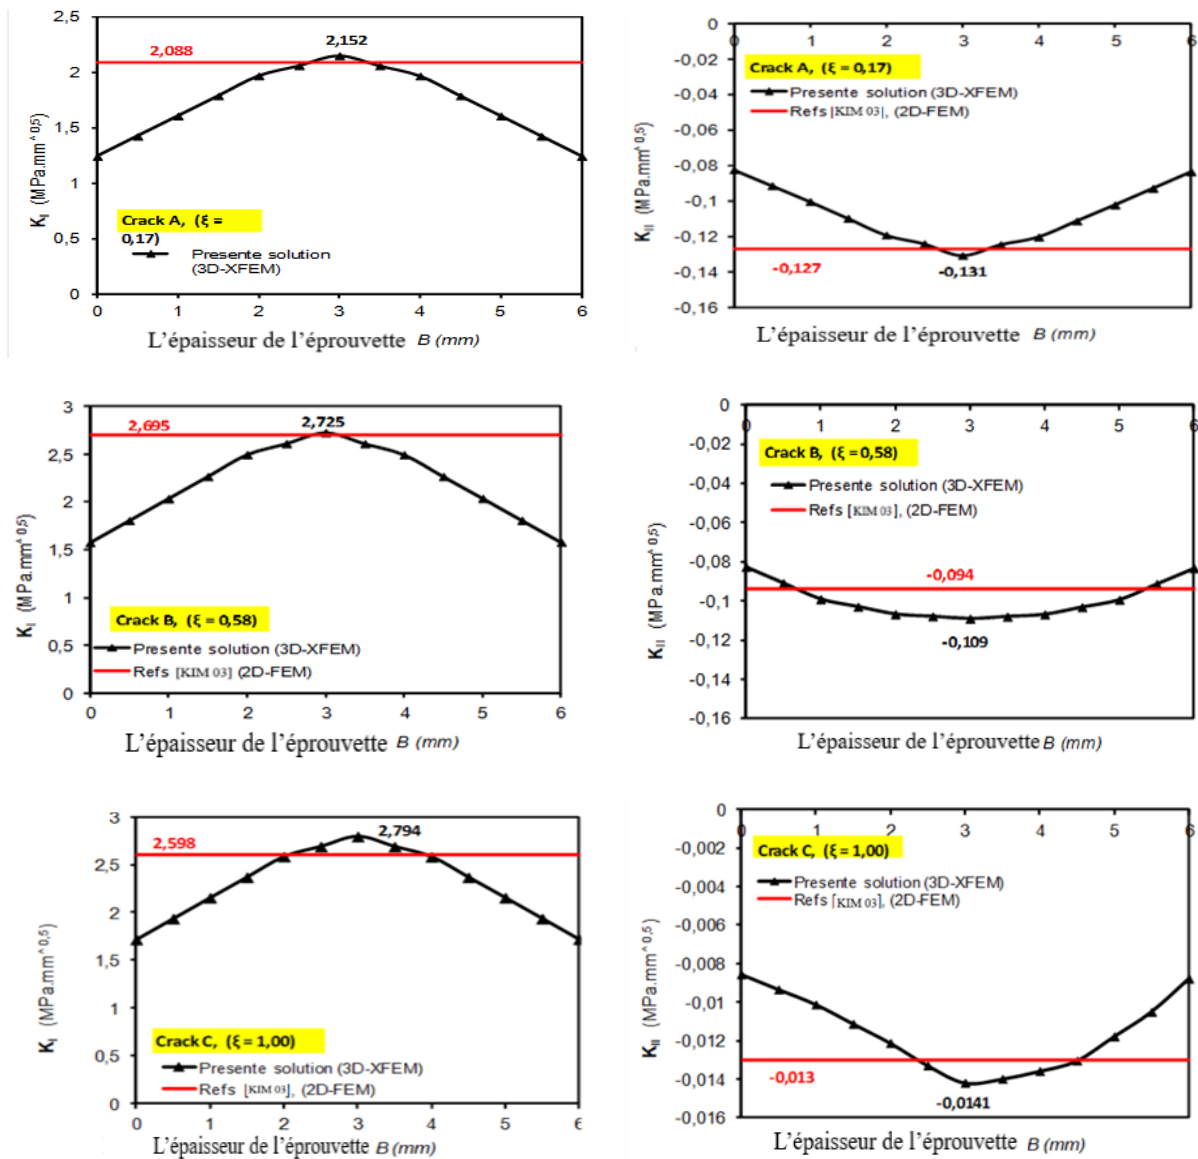 2,5
2
1,5
1
0,5
0
K_I (MPa.mm^0,5)
2,088
2,152
Crack A, (ξ =
0,17)
Presente solution
(3D-XFEM)
0 1 2 3 4 5 6
L'épaisseur de l'éprouvette B (mm)
0
-0,02
-0,04
-0,06
-0,08
-0,1
-0,12
-0,14
-0,16
K_II (MPa.mm^0,5)
0 1 2 3 4 5 6
Crack A, (ξ = 0,17)
Presente solution (3D-XFEM)
Refs [KIM 03], (2D-FEM)
-0,127
-0,131
L'épaisseur de l'éprouvette B (mm)
3
2,5
2
1,5
1
0,5
0
K_I (MPa.mm^0,5)
2,695
2,725
Crack B, (ξ = 0,58)
Presente solution (3D-XFEM)
Refs [KIM 03] (2D-FEM)
0 1 2 3 4 5 6
L'épaisseur de l'éprouvette B (mm)
0
-0,02
-0,04
-0,06
-0,08
-0,1
-0,12
-0,14
-0,16
K_II (MPa.mm^0,5)
0 1 2 3 4 5 6
Crack B, (ξ = 0,58)
Presente solution (3D-XFEM)
Refs [KIM 03], (2D-FEM)
-0,094
-0,109
L'épaisseur de l'éprouvette B (mm)
3
2,5
2
1,5
1
0,5
0
K_I (MPa.mm^0,5)
2,598
2,794
Crack C, (ξ = 1,00)
Presente solution (3D-XFEM)
Refs [KIM 03], (2D-FEM)
0 1 2 3 4 5 6
L'épaisseur de l'éprouvette B (mm)
0
-0,002
-0,004
-0,006
-0,008
-0,01
-0,012
-0,014
-0,016
K_II (MPa.mm^0,5)
0 1 2 3 4 5 6
Crack C, (ξ = 1,00)
Presente solution (3D-XFEM)
Refs [KIM 03], (2D-FEM)
-0,013
-0,0141
L'épaisseur de l'éprouvette B (mm)